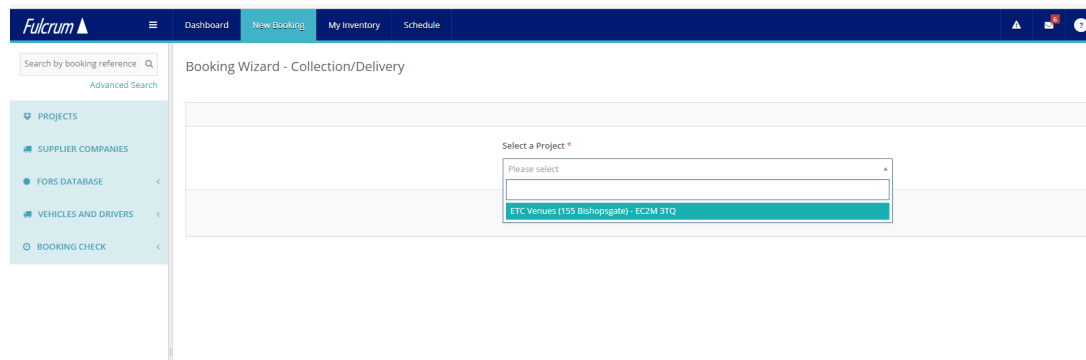 Fulcrum
Dashboard
New Booking
My Inventory
Schedule
6
?
Search by booking reference
Advanced Search
PROJECTS
SUPPLIER COMPANIES
FORS DATABASE
VEHICLES AND DRIVERS
BOOKING CHECK
Booking Wizard - Collection/Delivery
Select a Project *
Please select
ETC Venues (155 Bishopsgate) - EC2M 3TQ